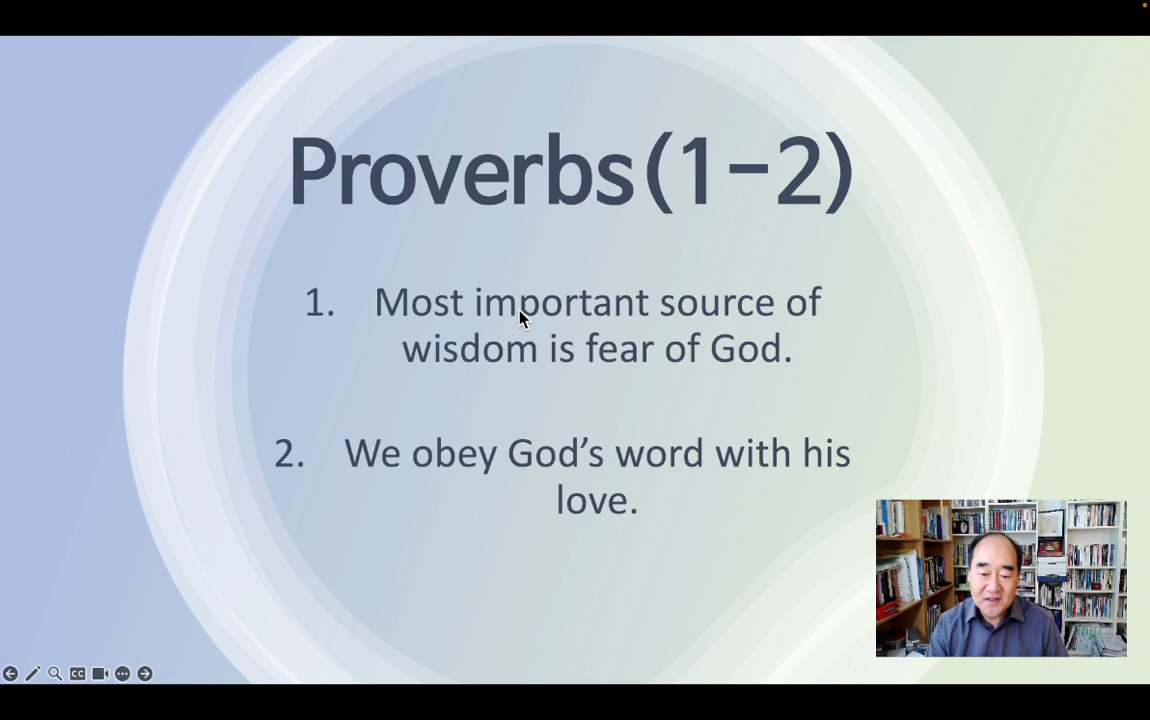 Proverbs(1-2)
1. Most important source of
wisdom is fear of God.
2. We obey God's word with his
love.
CC